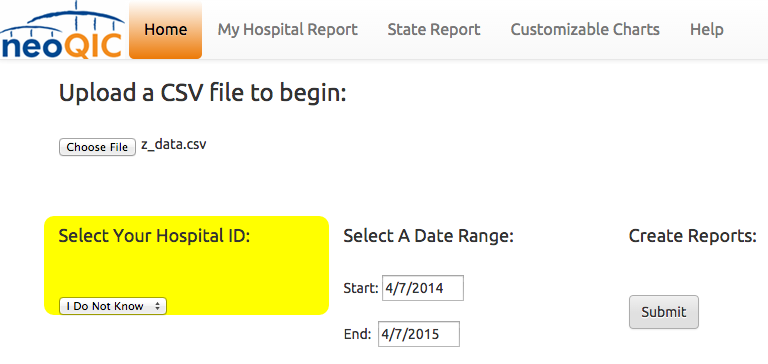 neoQIC
Home My Hospital Report State Report Customizable Charts Help
Upload a CSV file to begin:
Choose File z_data.csv
Select Your Hospital ID: Select A Date Range: Create Reports:
Start: 4/7/2014
I Do Not Know Submit
End: 4/7/2015